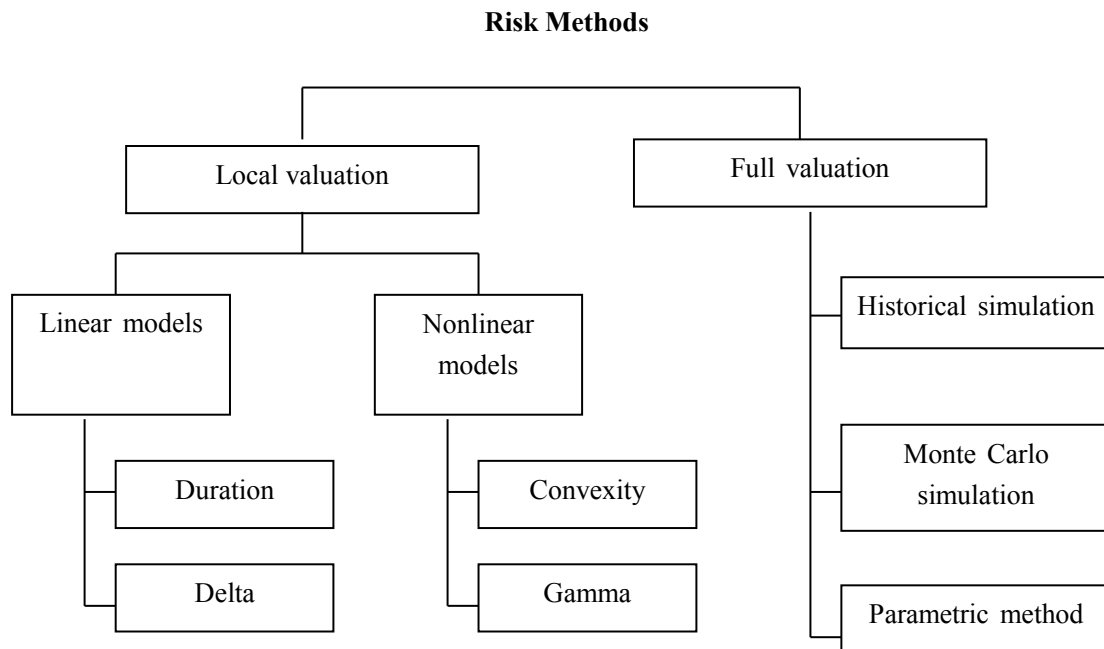 Risk Methods
Local valuation
Full valuation
Linear models
Nonlinear
models
Historical simulation
Duration
Convexity
Monte Carlo
simulation
Delta
Gamma
Parametric method